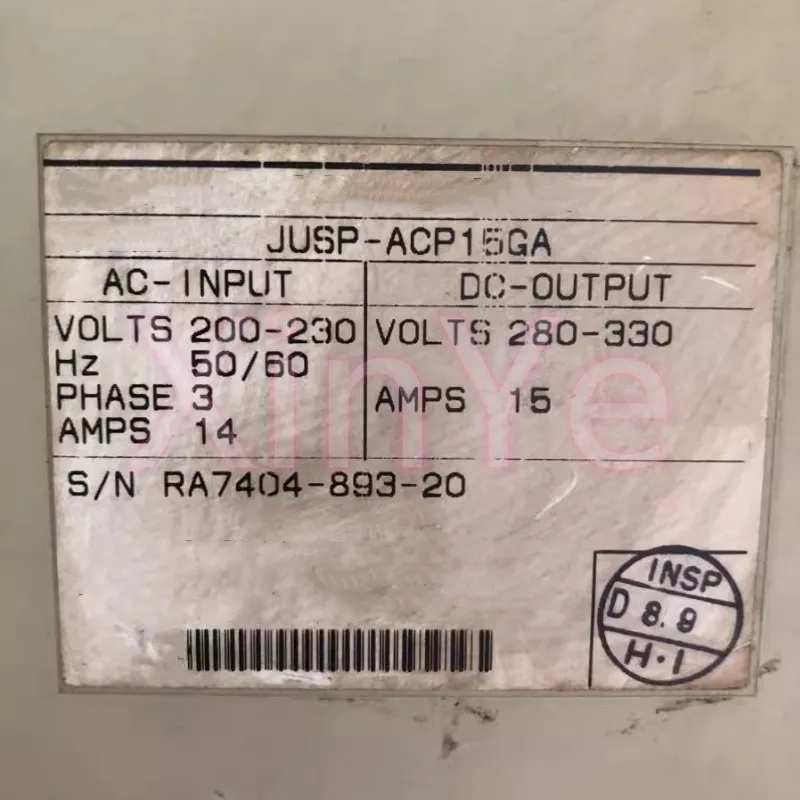 JUSP-ACP15GA
AC-INPUT DC-OUTPUT
VOLTS 200-230 VOLTS 280-330
Hz 50/60
PHASE 3 AMPS 15
AMPS 14
S/N RA7404-893-20
INSP
D 8.9
H·I
XinYe